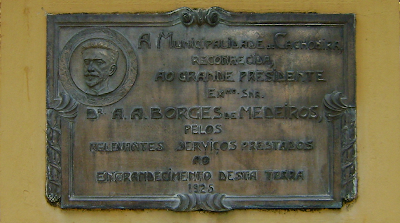 A MUNICIPALIDADE DE CACHOEIRA
RECONHECIDA
AO GRANDE PRESIDENTE
EXMO. SNR.
DR A. A. BORGES DE MEDEIROS,
PELOS
RELEVANTES SERVIÇOS PRESTADOS
AO
ENGRANDECIMENTO DESTA TERRA
1926